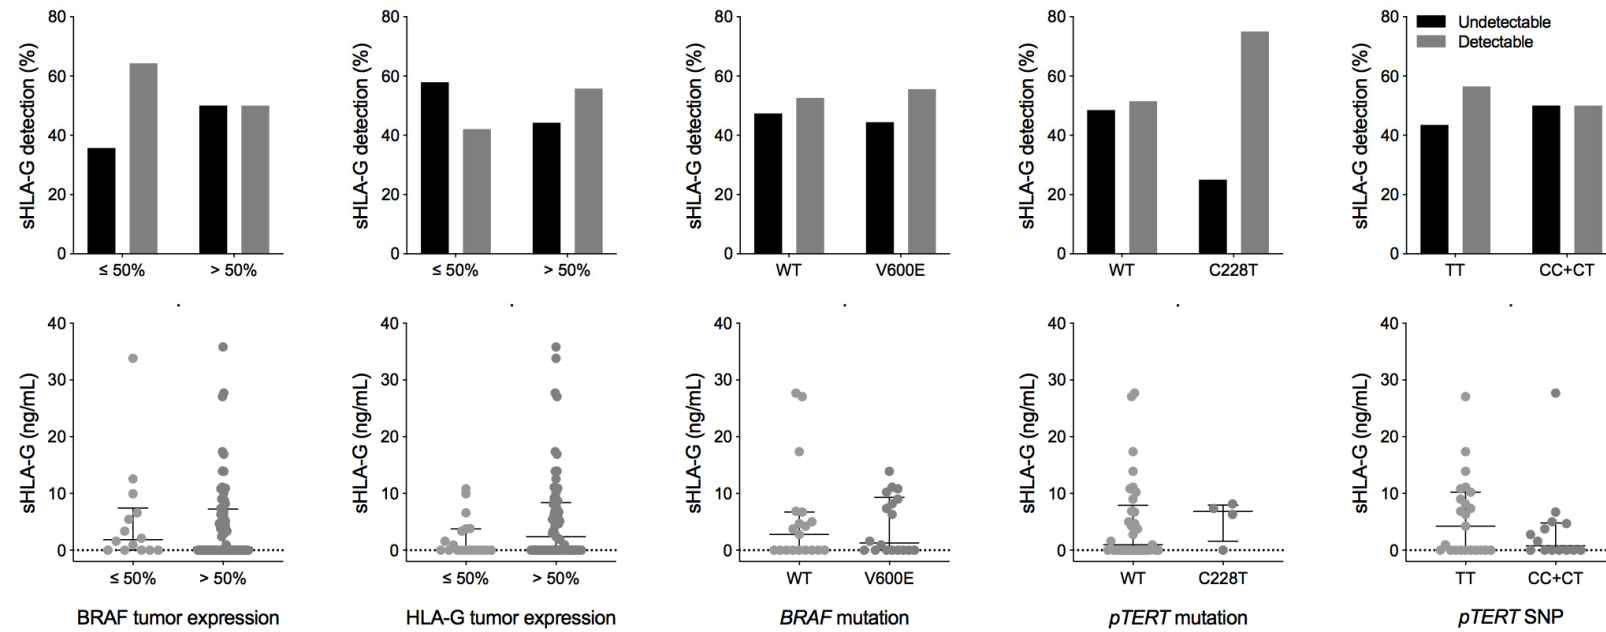 sHLA-G detection (%)
80
60
40
20
0
≤ 50%
> 50%
sHLA-G detection (%)
80
60
40
20
0
≤ 50%
> 50%
sHLA-G detection (%)
80
60
40
20
0
WT
V600E
sHLA-G detection (%)
80
60
40
20
0
WT
C228T
sHLA-G detection (%)
80
60
40
20
0
TT
CC+CT
Undetectable
Detectable
sHLA-G (ng/mL)
40
30
20
10
0
≤ 50%
> 50%
BRAF tumor expression
sHLA-G (ng/mL)
40
30
20
10
0
≤ 50%
> 50%
HLA-G tumor expression
sHLA-G (ng/mL)
40
30
20
10
0
WT
V600E
BRAF mutation
sHLA-G (ng/mL)
40
30
20
10
0
WT
C228T
pTERT mutation
sHLA-G (ng/mL)
40
30
20
10
0
TT
CC+CT
pTERT SNP